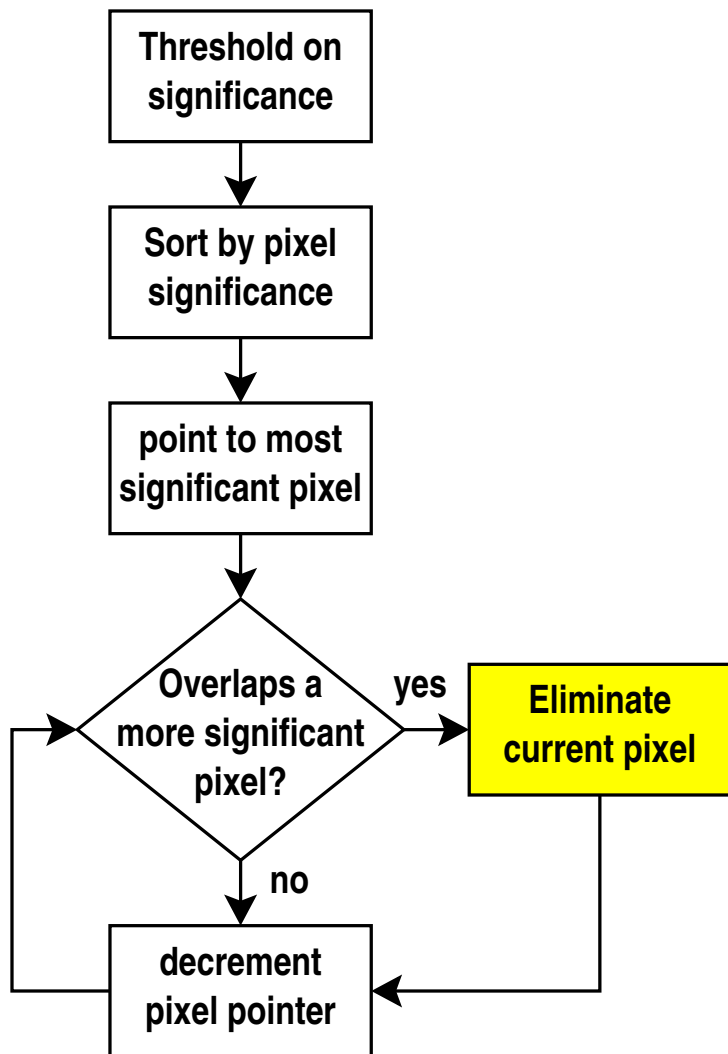 Threshold on
significance
Sort by pixel
significance
point to most
significant pixel
Overlaps a
more significant
pixel?
yes
Eliminate
current pixel
no
decrement
pixel pointer